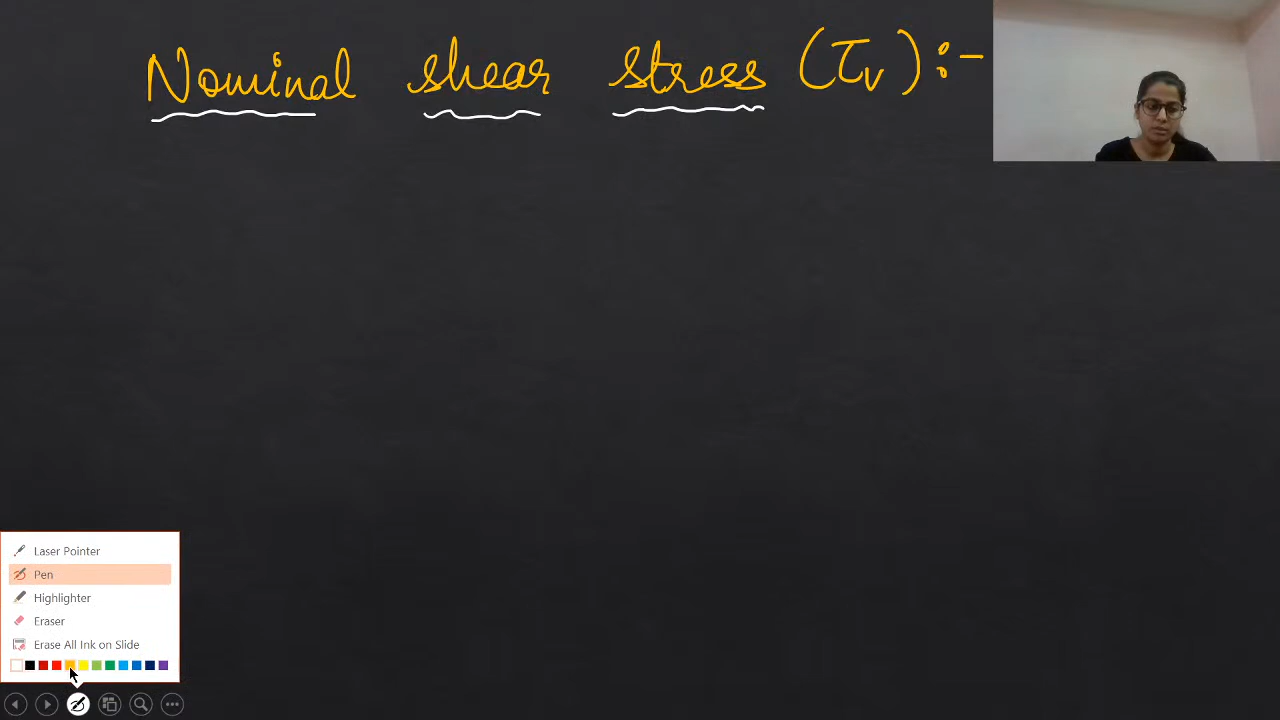 Nominal shear stress (τv) :-
Laser Pointer
Pen
Highlighter
Eraser
Erase All Ink on Slide